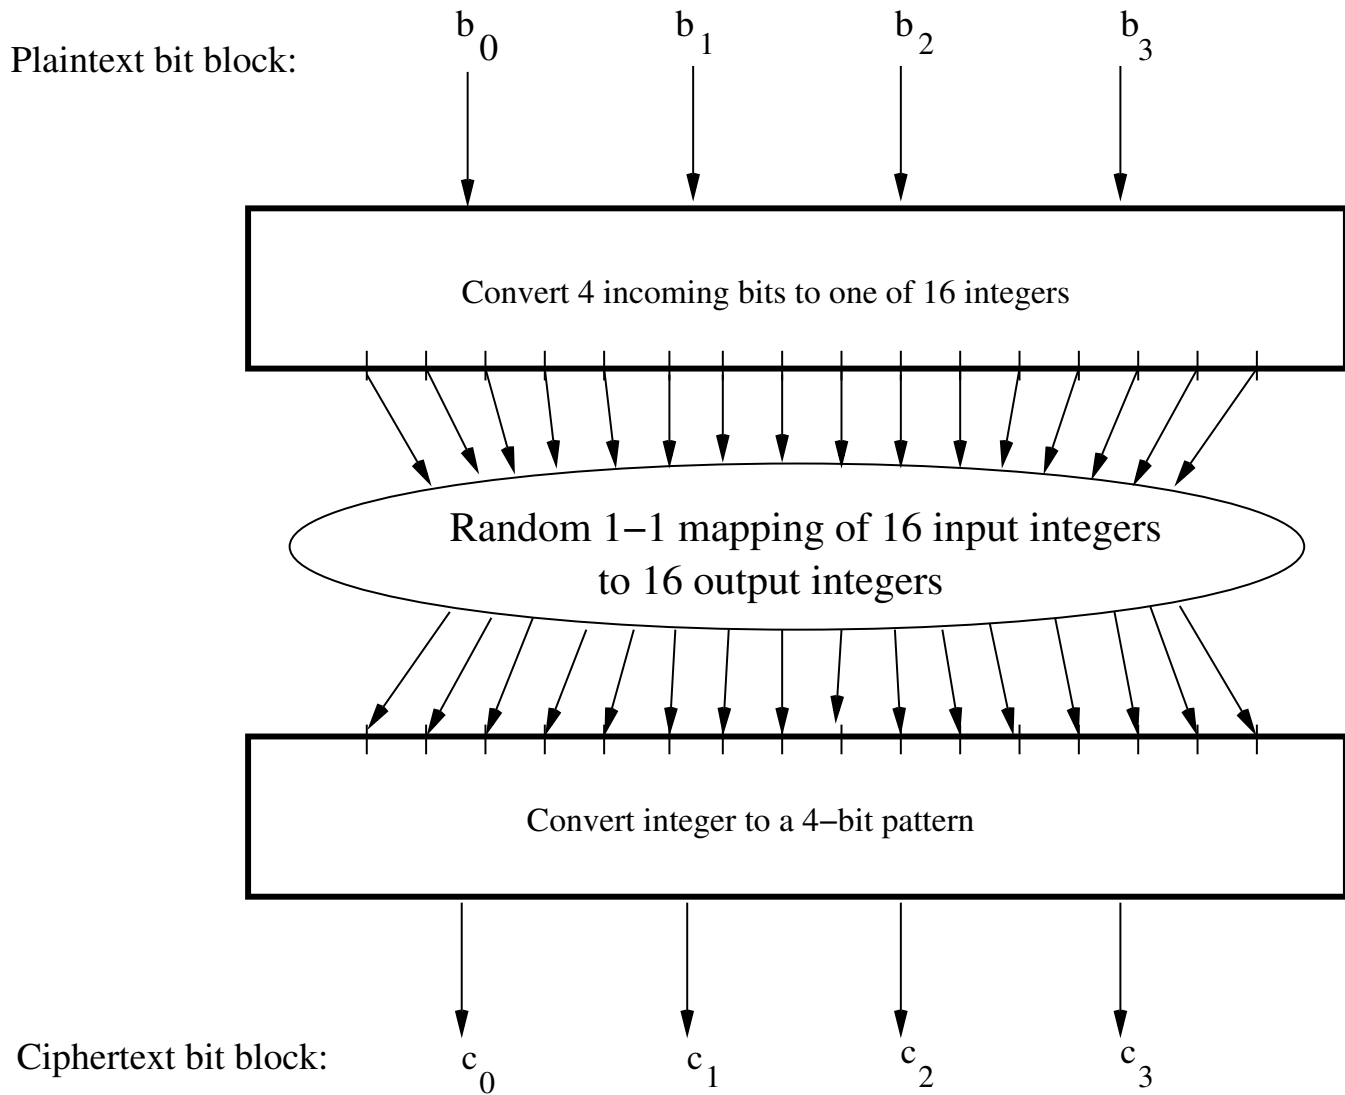 b0 b1 b2 b3
Plaintext bit block:
Convert 4 incoming bits to one of 16 integers
Random 1−1 mapping of 16 input integers
to 16 output integers
Convert integer to a 4−bit pattern
Ciphertext bit block: c0 c1 c2 c3